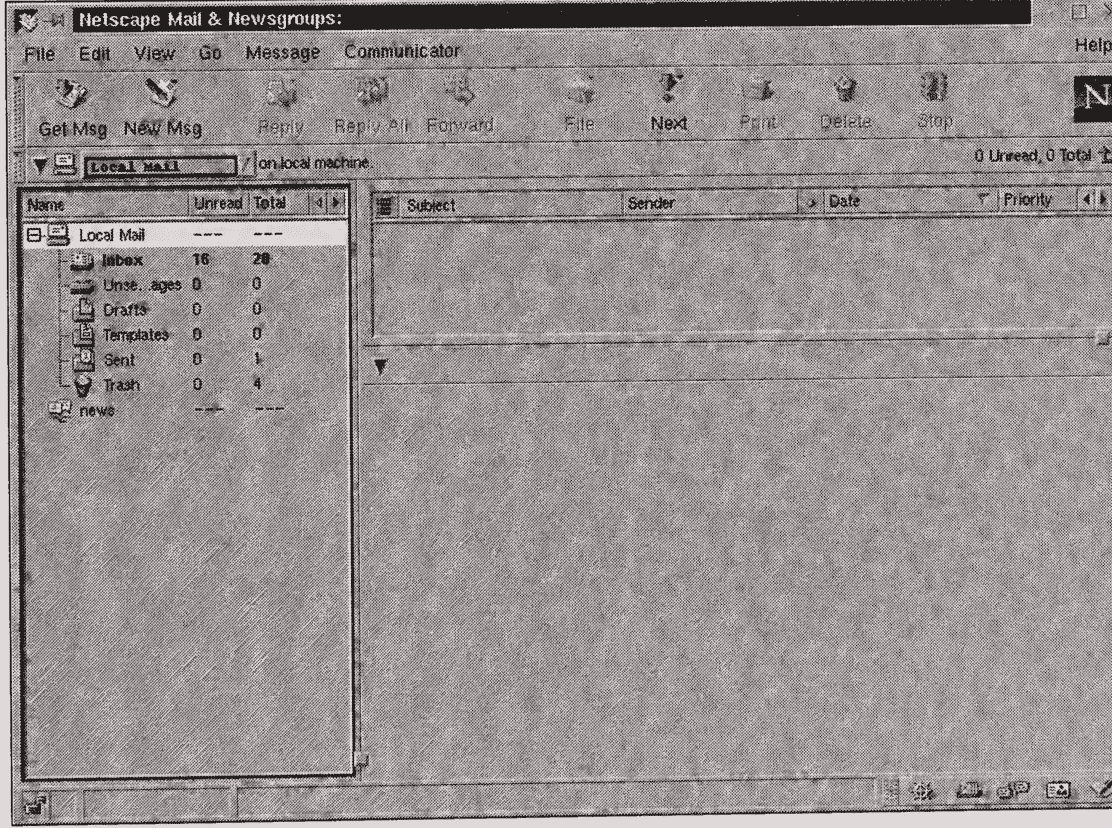 Netscape Mail & Newsgroups:
File Edit View Go Message Communicator Help
Get Msg New Msg Reply Reply All Forward File Next Print Delete Stop
N
Local Mail on local machine. 0 Unread, 0 Total
Name Unread Total Subject Sender Date Priority
Local Mail --- ---
Inbox 16 20
Unse...ages 0 0
Drafts 0 0
Templates 0 0
Sent 0 1
Trash 0 4
news --- ---